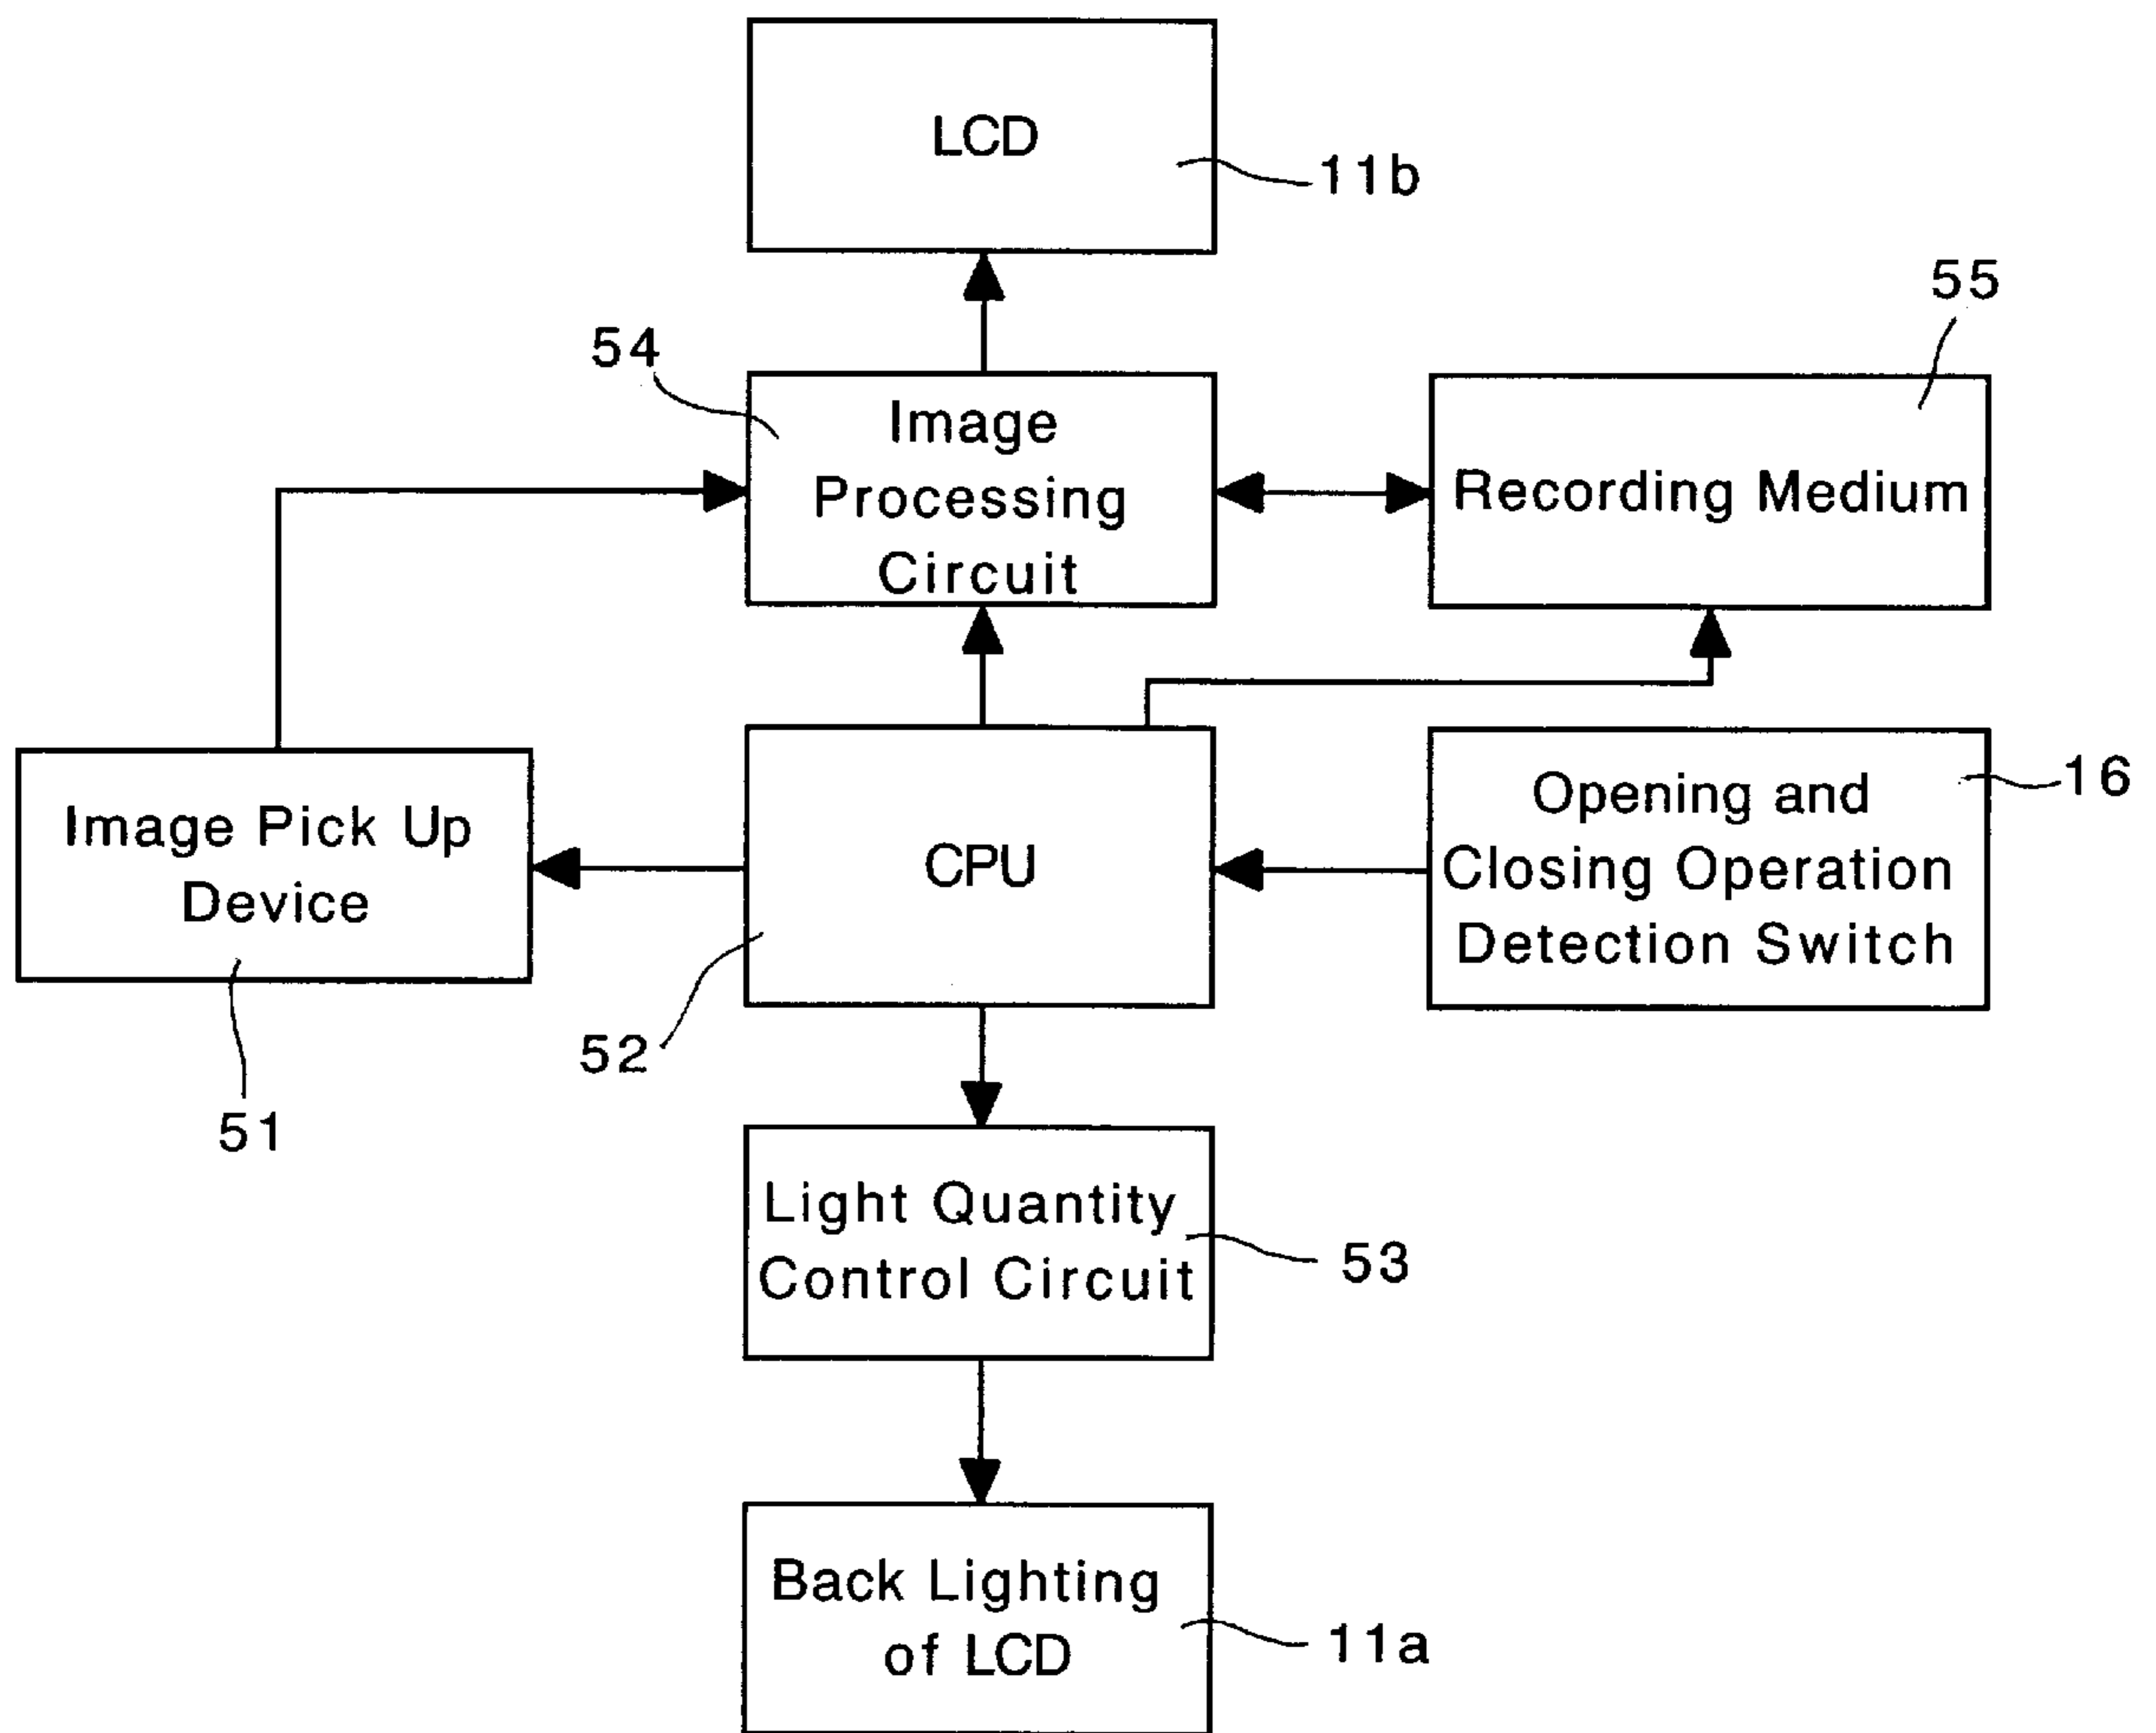 LCD
11b
55
54
Image
Processing
Circuit
Recording Medium
Image Pick Up
Device
CPU
Opening and
Closing Operation
Detection Switch
16
52
51
Light Quantity
Control Circuit
53
Back Lighting
of LCD
11a